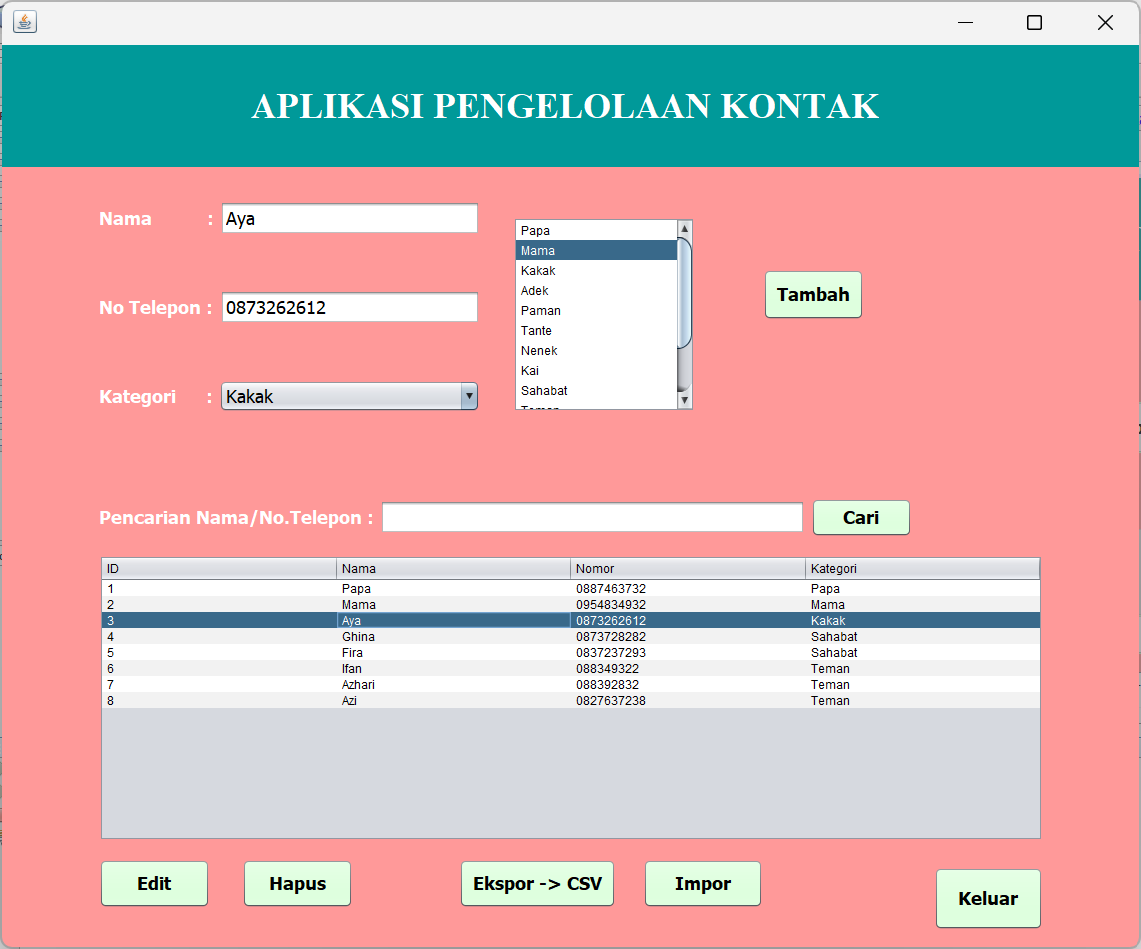 APLIKASI PENGELOLAAN KONTAK
Nama : Aya
No Telepon : 0873262612
Kategori : Kakak
Papa
Mama
Kakak
Adek
Paman
Tante
Nenek
Kai
Sahabat
Teman
Tambah
Pencarian Nama/No.Telepon : Cari
ID Nama Nomor Kategori
1 Papa 0887463732 Papa
2 Mama 0954834932 Mama
3 Aya 0873262612 Kakak
4 Ghina 0873728282 Sahabat
5 Fira 0837237293 Sahabat
6 Ifan 088349322 Teman
7 Azhari 088392832 Teman
8 Azi 0827637238 Teman
Edit Hapus Ekspor -> CSV Impor Keluar